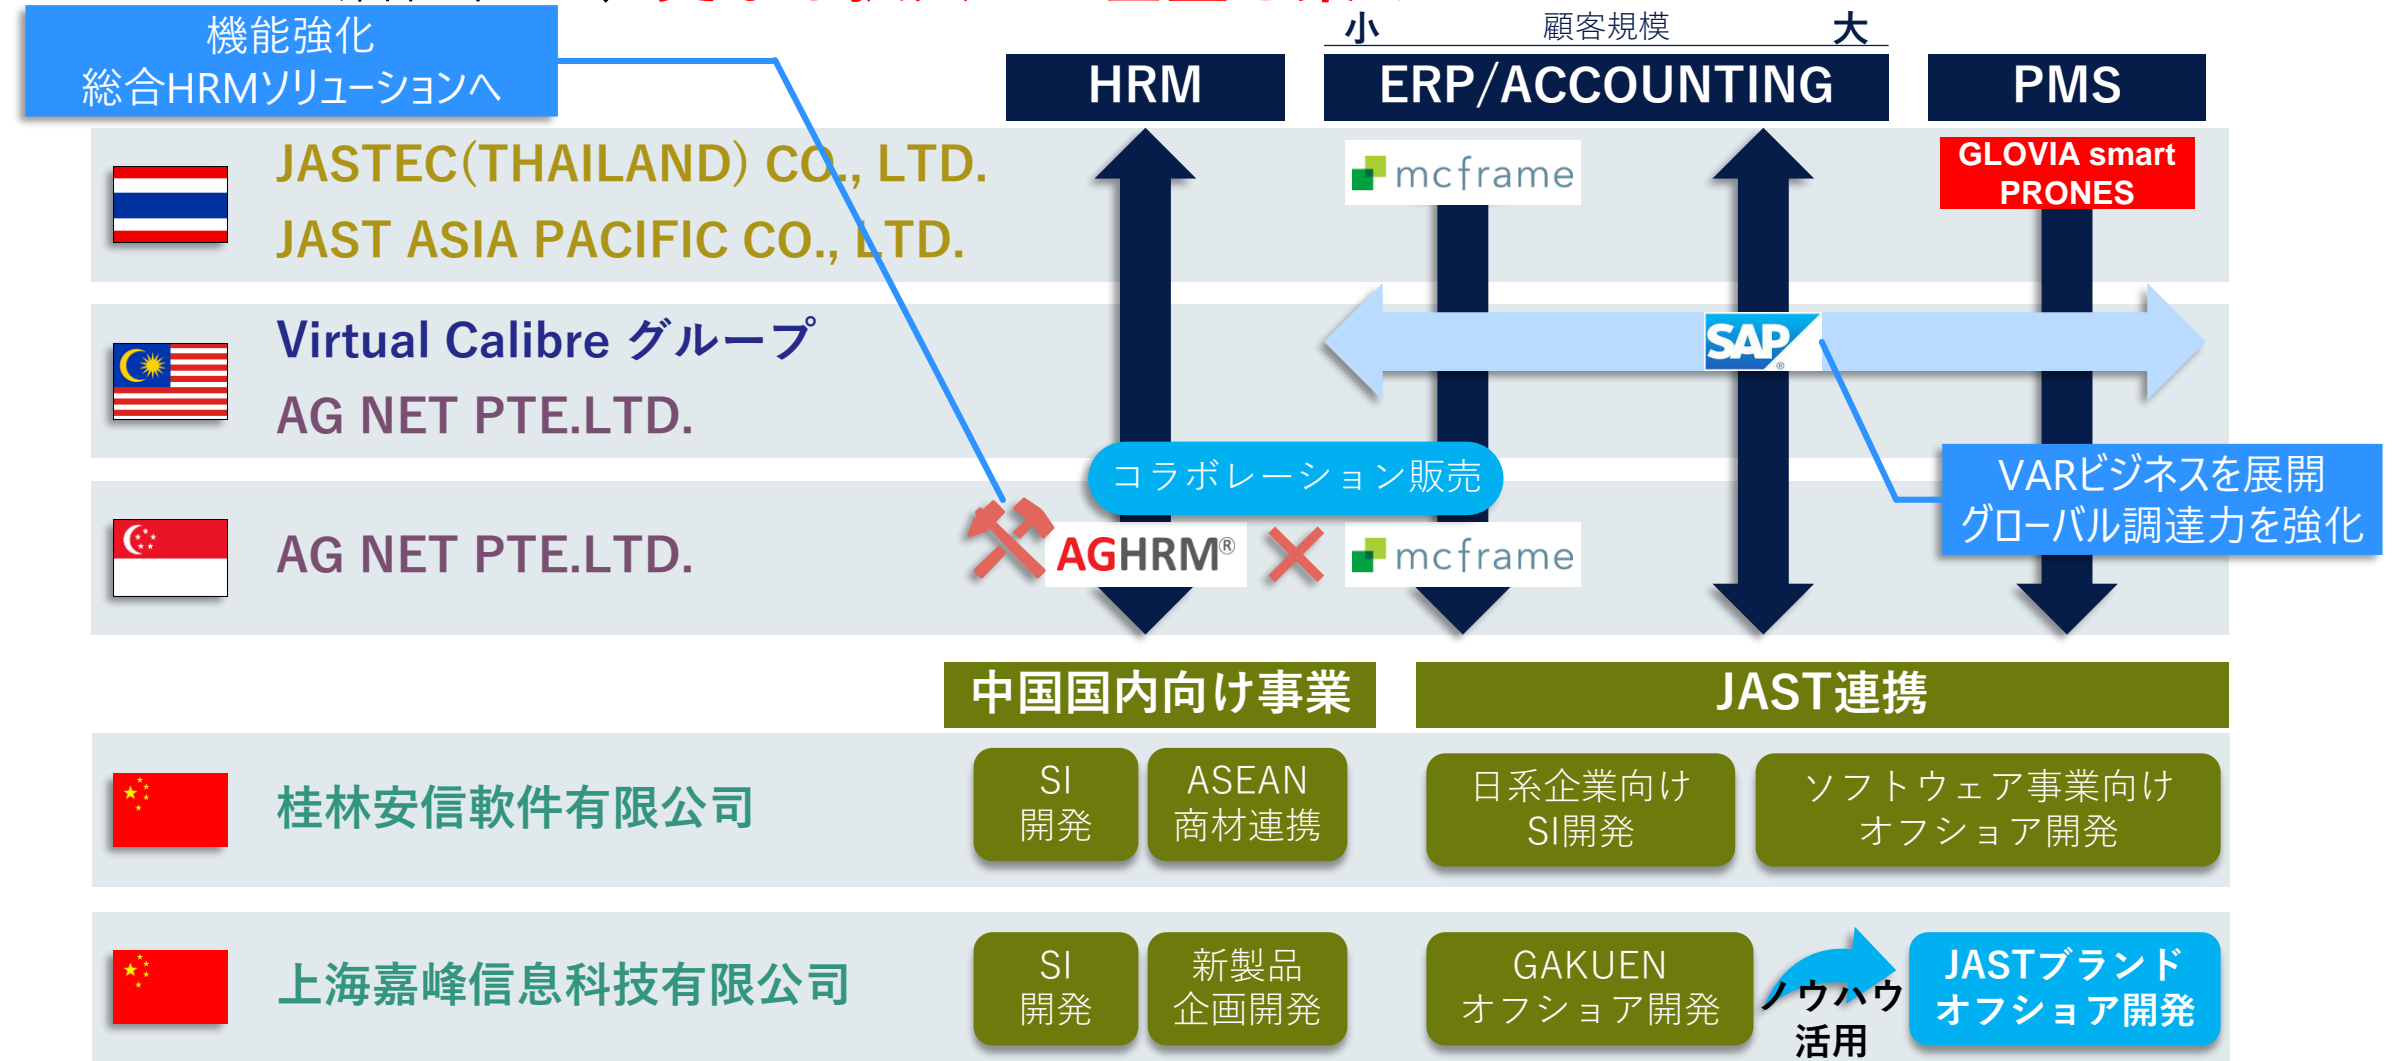 機能強化
総合HRMソリューションへ
小 顧客規模 大
HRM
ERP/ACCOUNTING
PMS
JASTEC(THAILAND) CO., LTD.
JAST ASIA PACIFIC CO., LTD.
mcframe
GLOVIA smart
PRONES
Virtual Calibre グループ
AG NET PTE.LTD.
SAP
コラボレーション販売
VARビジネスを展開
グローバル調達力を強化
AG NET PTE.LTD.
AGHRM®
mcframe
中国国内向け事業
JAST連携
桂林安信軟件有限公司
SI
開発
ASEAN
商材連携
日系企業向け
SI開発
ソフトウェア事業向け
オフショア開発
上海嘉峰信息科技有限公司
SI
開発
新製品
企画開発
GAKUEN
オフショア開発
ノウハウ
活用
JASTブランド
オフショア開発